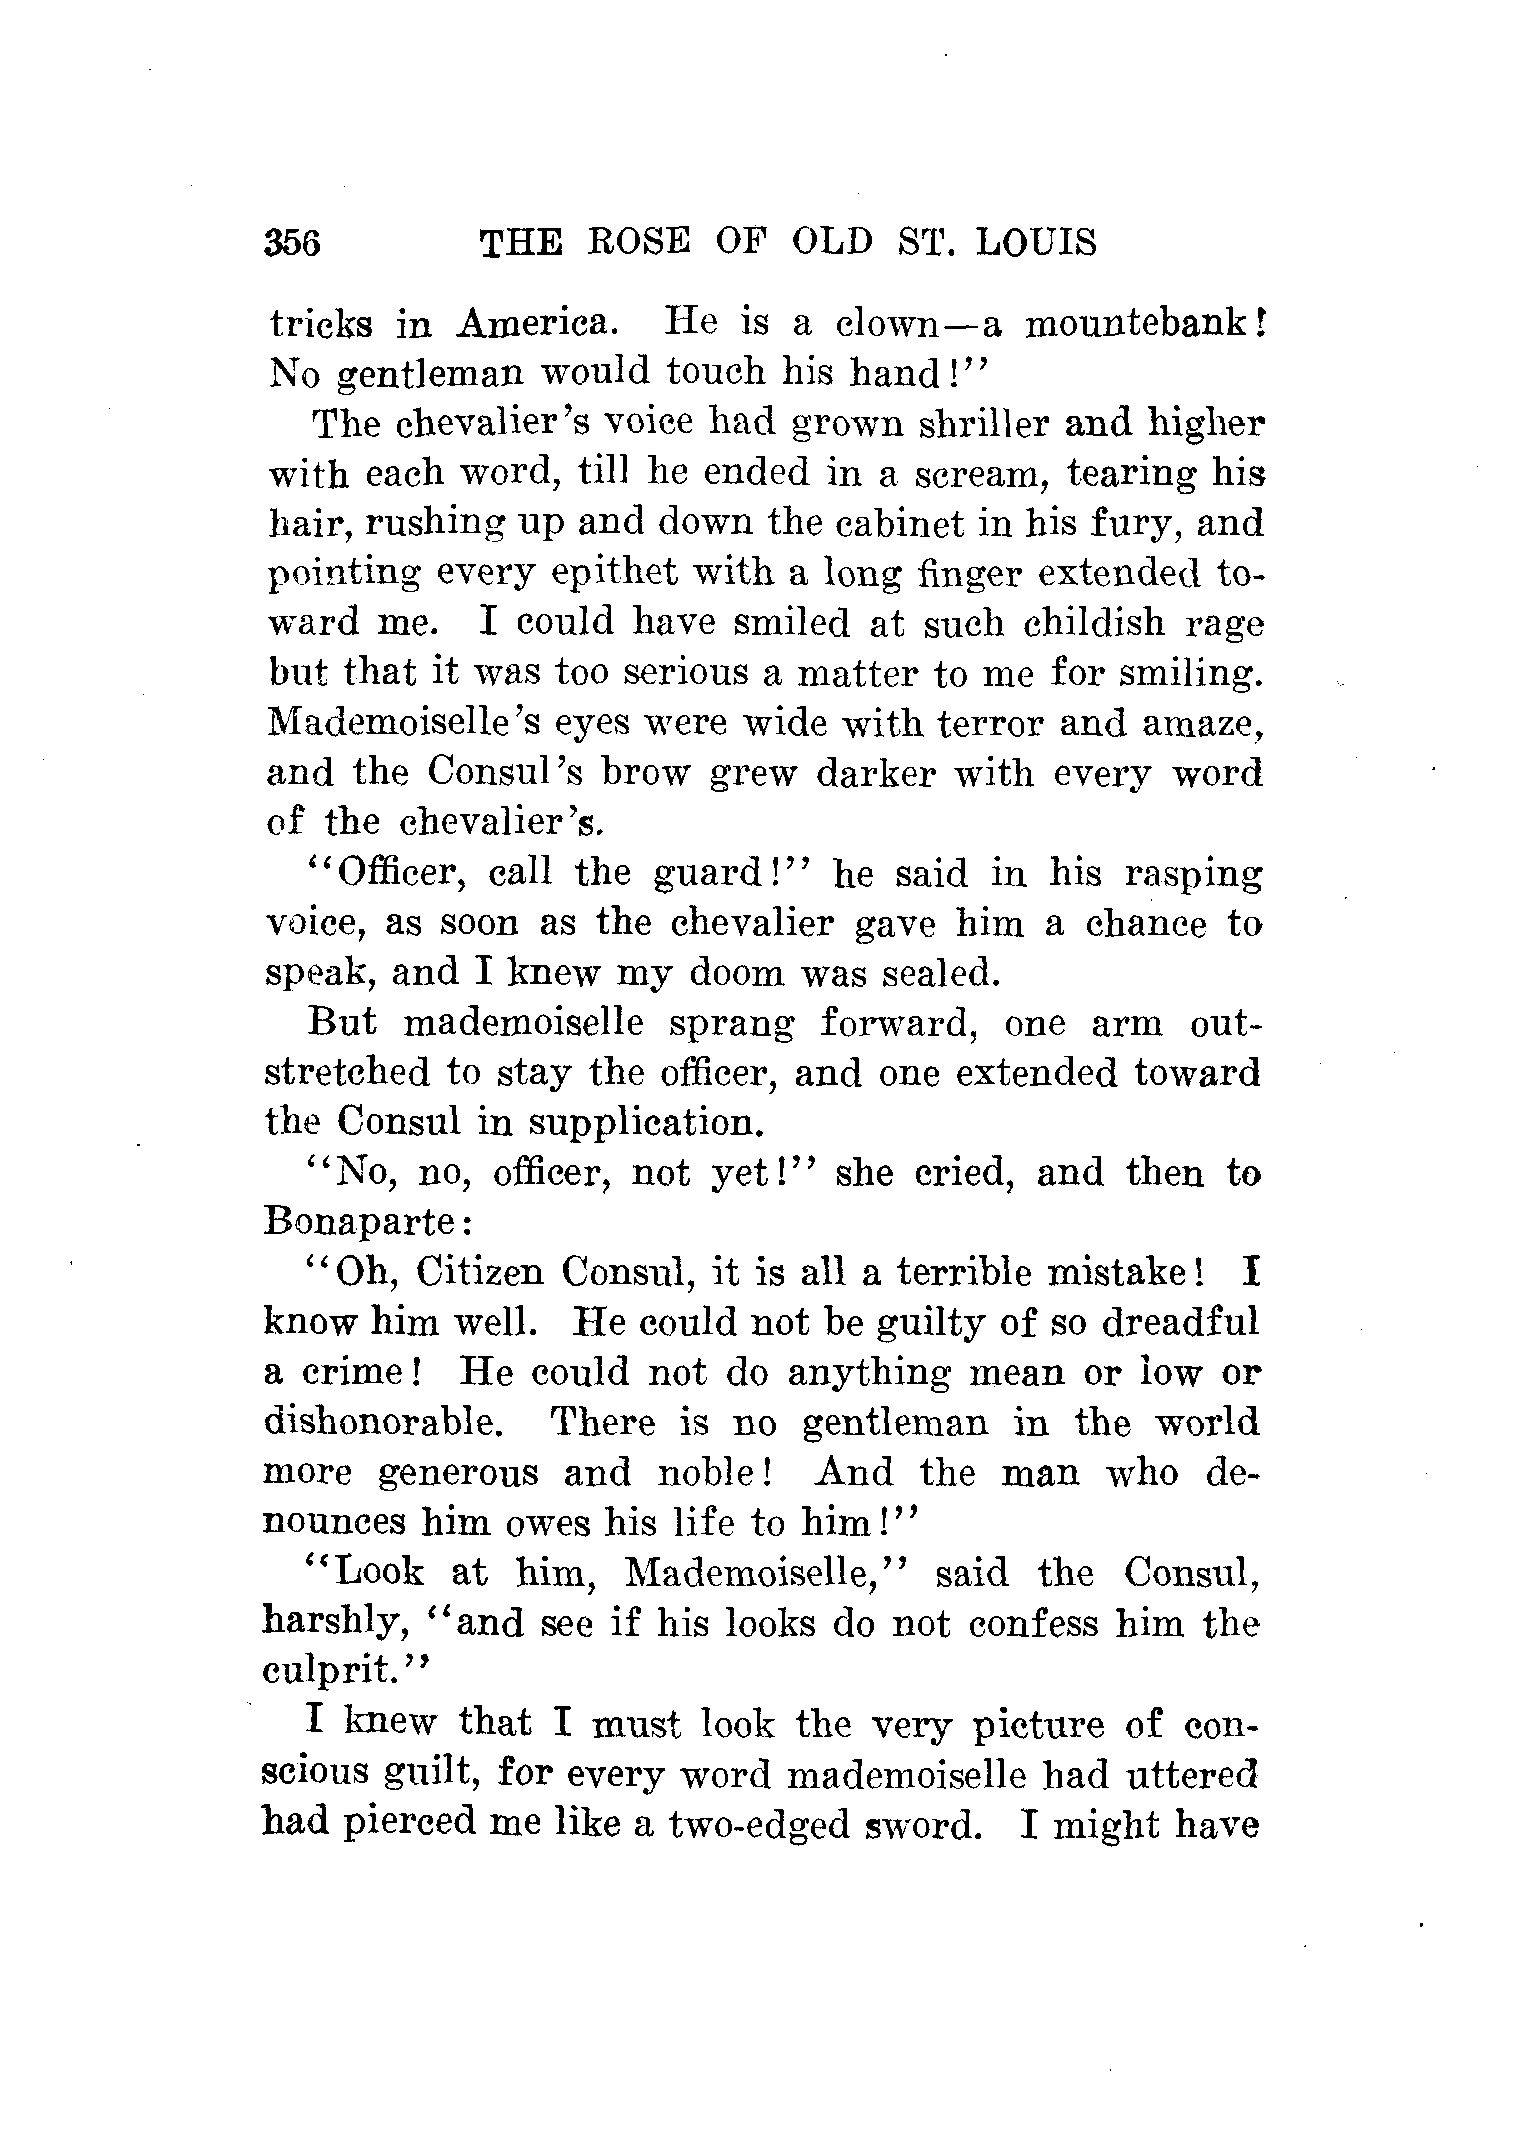 356 THE ROSE OF OLD ST. LOUIS
tricks in America. He is a clown—a mountebank!
No gentleman would touch his hand!''
The chevalier's voice had grown shriller and higher
with each word, till he ended in a scream, tearing his
hair, rushing up and down the cabinet in his fury, and
pointing every epithet with a long finger extended to-
ward me. I could have smiled at such childish rage
but that it was too serious a matter to me for smiling.
Mademoiselle's eyes were wide with terror and amaze,
and the Consul's brow grew darker with every word
of the chevalier's.
''Officer, call the guard!'' he said in his rasping
voice, as soon as the chevalier gave him a chance to
speak, and I knew my doom was sealed.
But mademoiselle sprang forward, one arm out-
stretched to stay the officer, and one extended toward
the Consul in supplication.
''No, no, officer, not yet!'' she cried, and then to
Bonaparte:
''Oh, Citizen Consul, it is all a terrible mistake! I
know him well. He could not be guilty of so dreadful
a crime! He could not do anything mean or low or
dishonorable. There is no gentleman in the world
more generous and noble! And the man who de-
nounces him owes his life to him!''
''Look at him, Mademoiselle,'' said the Consul,
harshly, ''and see if his looks do not confess him the
culprit.''
I knew that I must look the very picture of con-
scious guilt, for every word mademoiselle had uttered
had pierced me like a two-edged sword. I might have